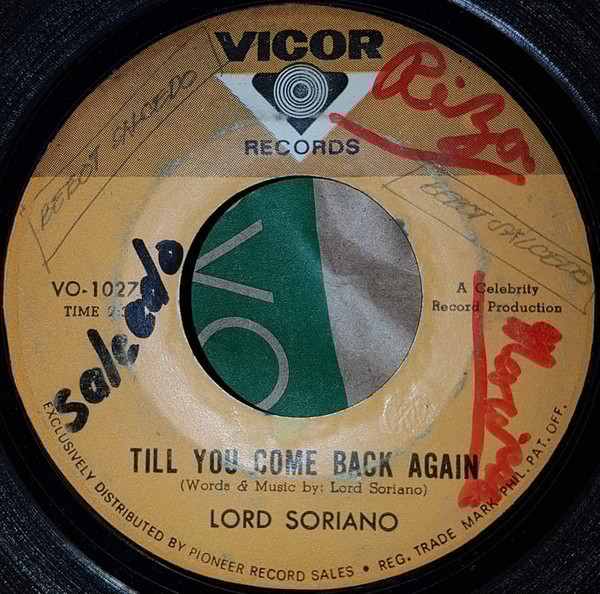 VICOR
RECORDS
Rizo
BEBOT SALCEDO
BEBOT SALCEDO
Salcedo
VO-1027
TIME 2:
A Celebrity
Record Production
VO
TILL YOU COME BACK AGAIN
(Words & Music by: Lord Soriano)
LORD SORIANO
EXCLUSIVELY DISTRIBUTED BY PIONEER RECORD SALES • REG. TRADE MARK PHIL. PAT. OFF.